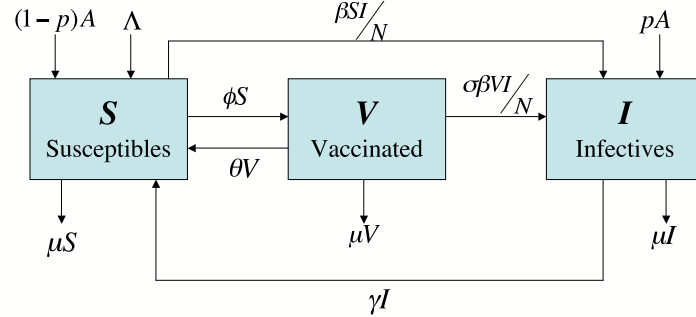 (1-p)A
Λ
βSI/N
pA
S
Susceptibles
ϕS
θV
V
Vaccinated
σβVI/N
I
Infectives
μS
μV
μI
γI